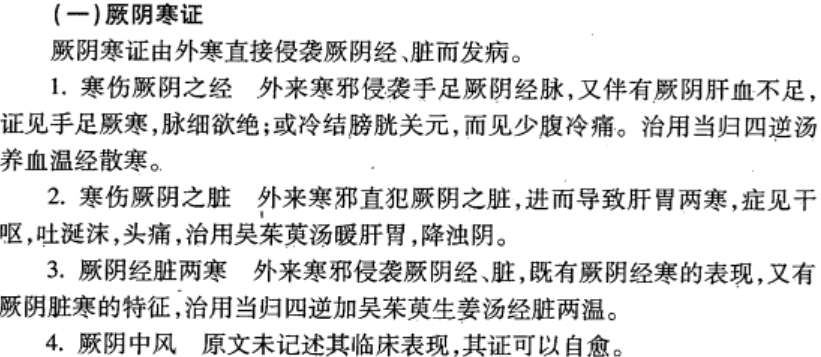 (一)厥阴寒证
厥阴寒证由外寒直接侵袭厥阴经、脏而发病。
1. 寒伤厥阴之经　外来寒邪侵袭手足厥阴经脉,又伴有厥阴肝血不足,
证见手足厥寒,脉细欲绝;或冷结膀胱关元,而见少腹冷痛。治用当归四逆汤
养血温经散寒。
2. 寒伤厥阴之脏　外来寒邪直犯厥阴之脏,进而导致肝胃两寒,症见干
呕,吐涎沫,头痛,治用吴茱萸汤暖肝胃,降浊阴。
3. 厥阴经脏两寒　外来寒邪侵袭厥阴经、脏,既有厥阴经寒的表现,又有
厥阴脏寒的特征,治用当归四逆加吴茱萸生姜汤经脏两温。
4. 厥阴中风　原文未记述其临床表现,其证可以自愈。